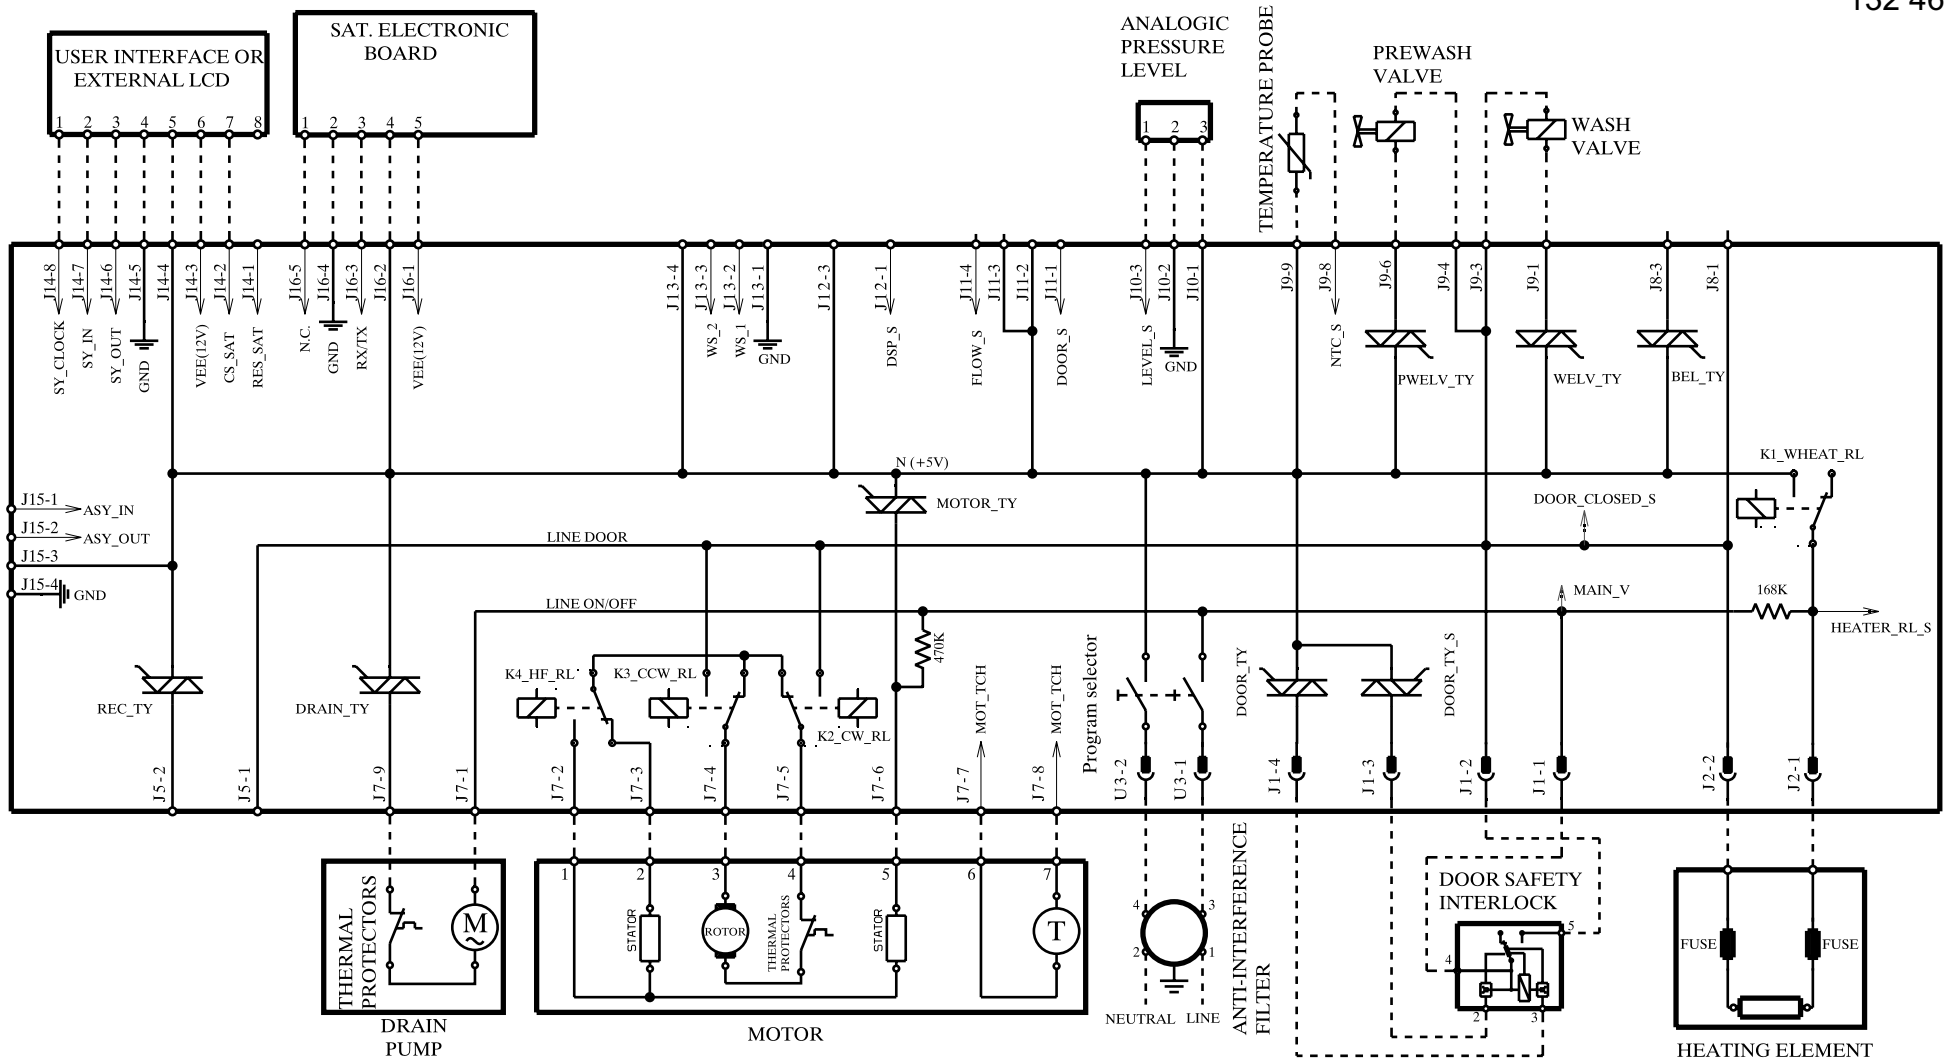 152 46
USER INTERFACE OR
EXTERNAL LCD
1 2 3 4 5 6 7 8
SAT. ELECTRONIC
BOARD
1 2 3 4 5
ANALOGIC
PRESSURE
LEVEL
1 2 3
TEMPERATURE PROBE
PREWASH
VALVE
WASH
VALVE
J14-8
J14-7
J14-6
J14-5
J14-4
J14-3
J14-2
J14-1
J16-5
J16-4
J16-3
J16-2
J16-1
J13-4
J13-3
J13-2
J13-1
J12-3
J12-1
J11-4
J11-3
J11-2
J11-1
J10-3
J10-2
J10-1
J9-9
J9-8
J9-6
J9-4
J9-3
J9-1
J8-3
J8-1
SY_CLOCK
SY_IN
SY_OUT
GND
VEE(12V)
CS_SAT
RES_SAT
N.C.
GND
RX/TX
VEE(12V)
WS_2
WS_1
GND
DSP_S
FLOW_S
DOOR_S
LEVEL_S
GND
NTC_S
PWELV_TY
WELV_TY
BEL_TY
N (+5V)
K1_WHEAT_RL
J15-1
ASY_IN
J15-2
ASY_OUT
J15-3
J15-4
GND
MOTOR_TY
DOOR_CLOSED_S
LINE DOOR
LINE ON/OFF
MAIN_V
168K
HEATER_RL_S
470K
REC_TY
DRAIN_TY
K4_HF_RL
K3_CCW_RL
K2_CW_RL
MOT_TCH
MOT_TCH
Program selector
DOOR_TY
DOOR_TY_S
J5-2
J5-1
J7-9
J7-1
J7-2
J7-3
J7-4
J7-5
J7-6
J7-7
J7-8
U3-2
U3-1
J1-4
J1-3
J1-2
J1-1
J2-2
J2-1
THERMAL
PROTECTORS
M
DRAIN
PUMP
1 2 3 4 5 6 7
STATOR
ROTOR
THERMAL
PROTECTORS
STATOR
T
MOTOR
4 3
2 1
NEUTRAL LINE
ANTI-INTERFERENCE
FILTER
DOOR SAFETY
INTERLOCK
5
4
2 3
FUSE
FUSE
HEATING ELEMENT